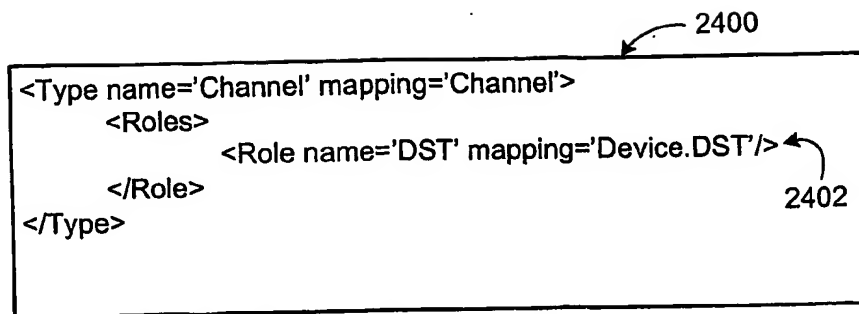 2400
<Type name='Channel' mapping='Channel'>
<Roles>
<Role name='DST' mapping='Device.DST'/>
</Role>
2402
</Type>